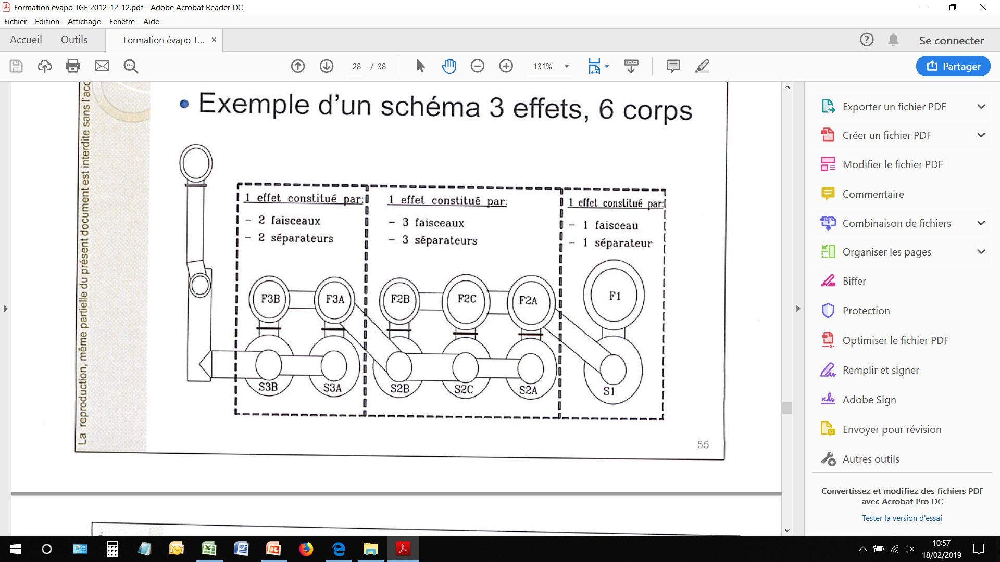 Formation évapo TGE 2012-12-12.pdf - Adobe Acrobat Reader DC
Fichier Edition Affichage Fenêtre Aide
Accueil Outils Formation évapo T... ×
Se connecter
28 / 38
131%
Partager
La reproduction, même partielle du présent document est interdite sans l'acc
• Exemple d'un schéma 3 effets, 6 corps
1 effet constitué par:
- 2 faisceaux
- 2 séparateurs
1 effet constitué par:
- 3 faisceaux
- 3 séparateurs
1 effet constitué par:
- 1 faisceau
- 1 séparateur
F3B F3A F2B F2C F2A F1
S3B S3A S2B S2C S2A S1
55
Exporter un fichier PDF
Créer un fichier PDF
Modifier le fichier PDF
Commentaire
Combinaison de fichiers
Organiser les pages
Biffer
Protection
Optimiser le fichier PDF
Remplir et signer
Adobe Sign
Envoyer pour révision
Autres outils
Convertissez et modifiez des fichiers PDF
avec Acrobat Pro DC
Tester la version d'essai
10:57
18/02/2019